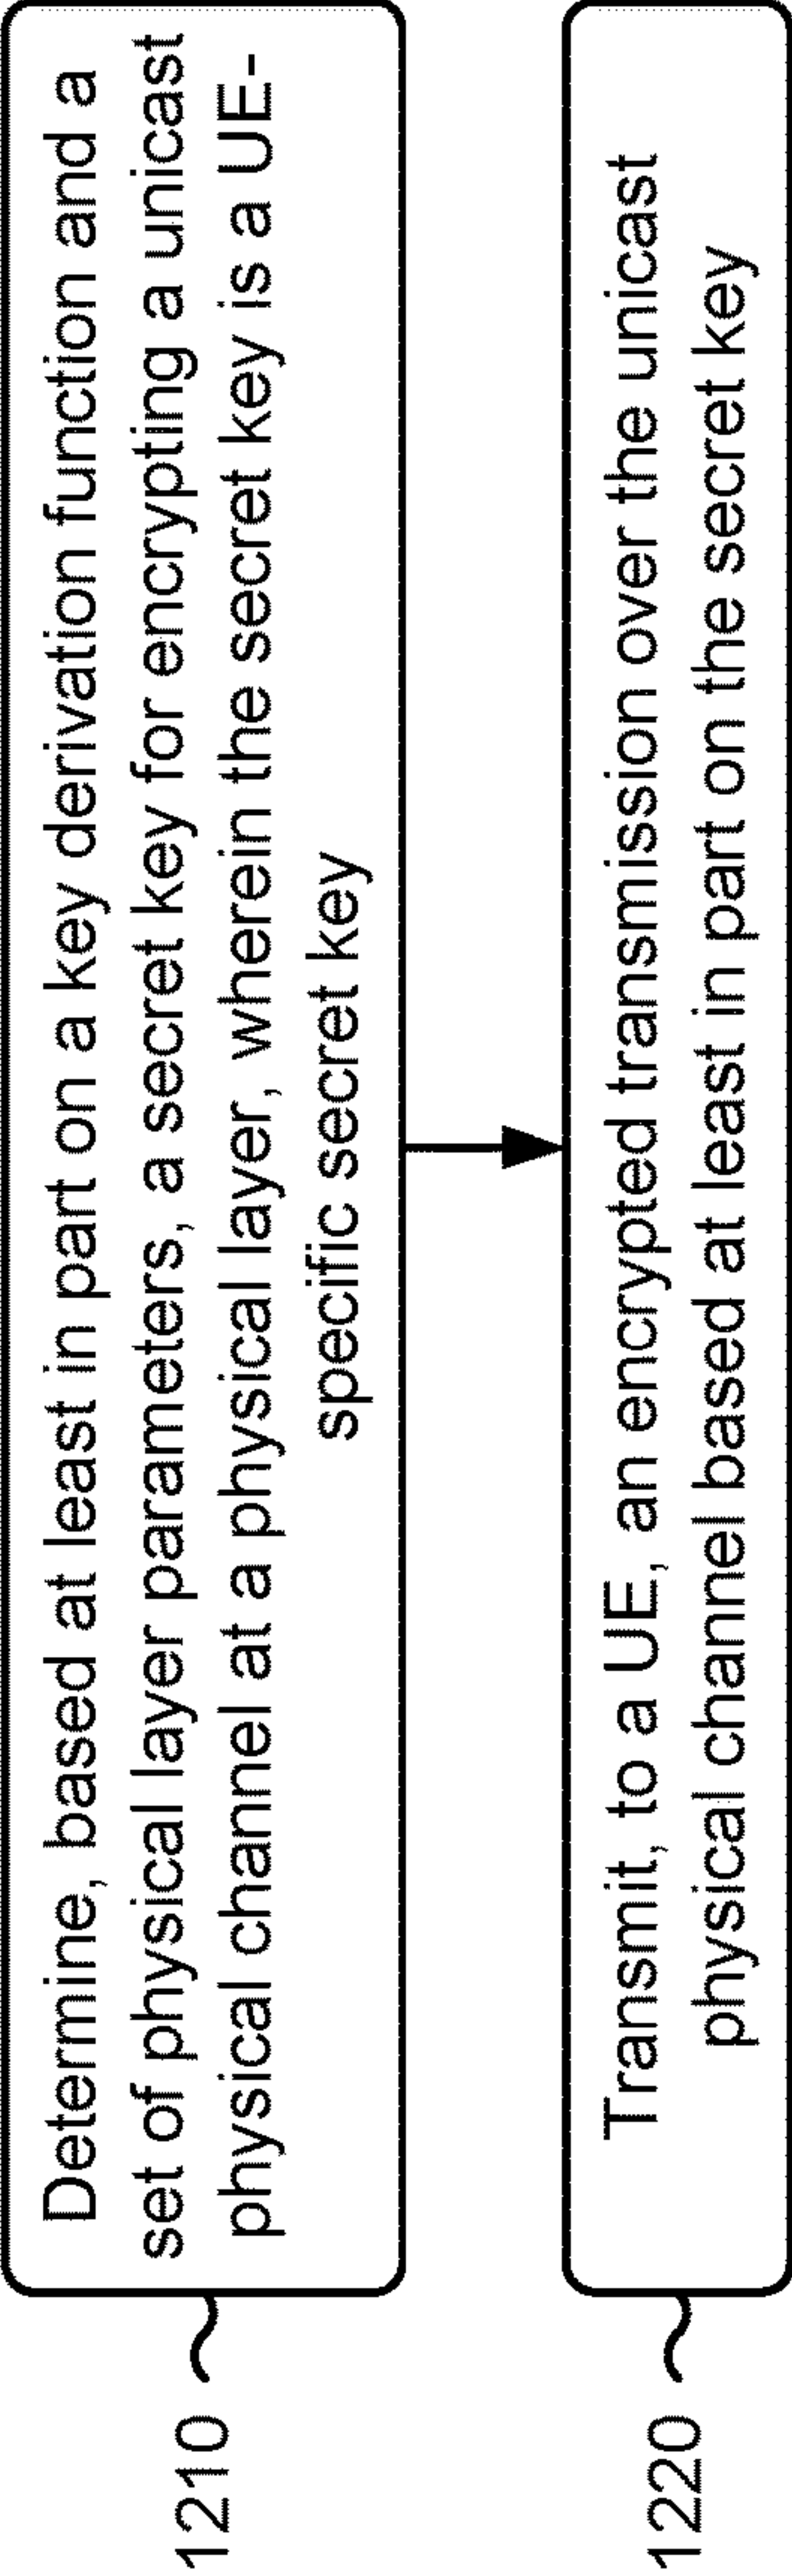 Determine, based at least in part on a key derivation function and a
set of physical layer parameters, a secret key for encrypting a unicast
physical channel at a physical layer, wherein the secret key is a UE-
specific secret key
1210
Transmit, to a UE, an encrypted transmission over the unicast
physical channel based at least in part on the secret key
1220